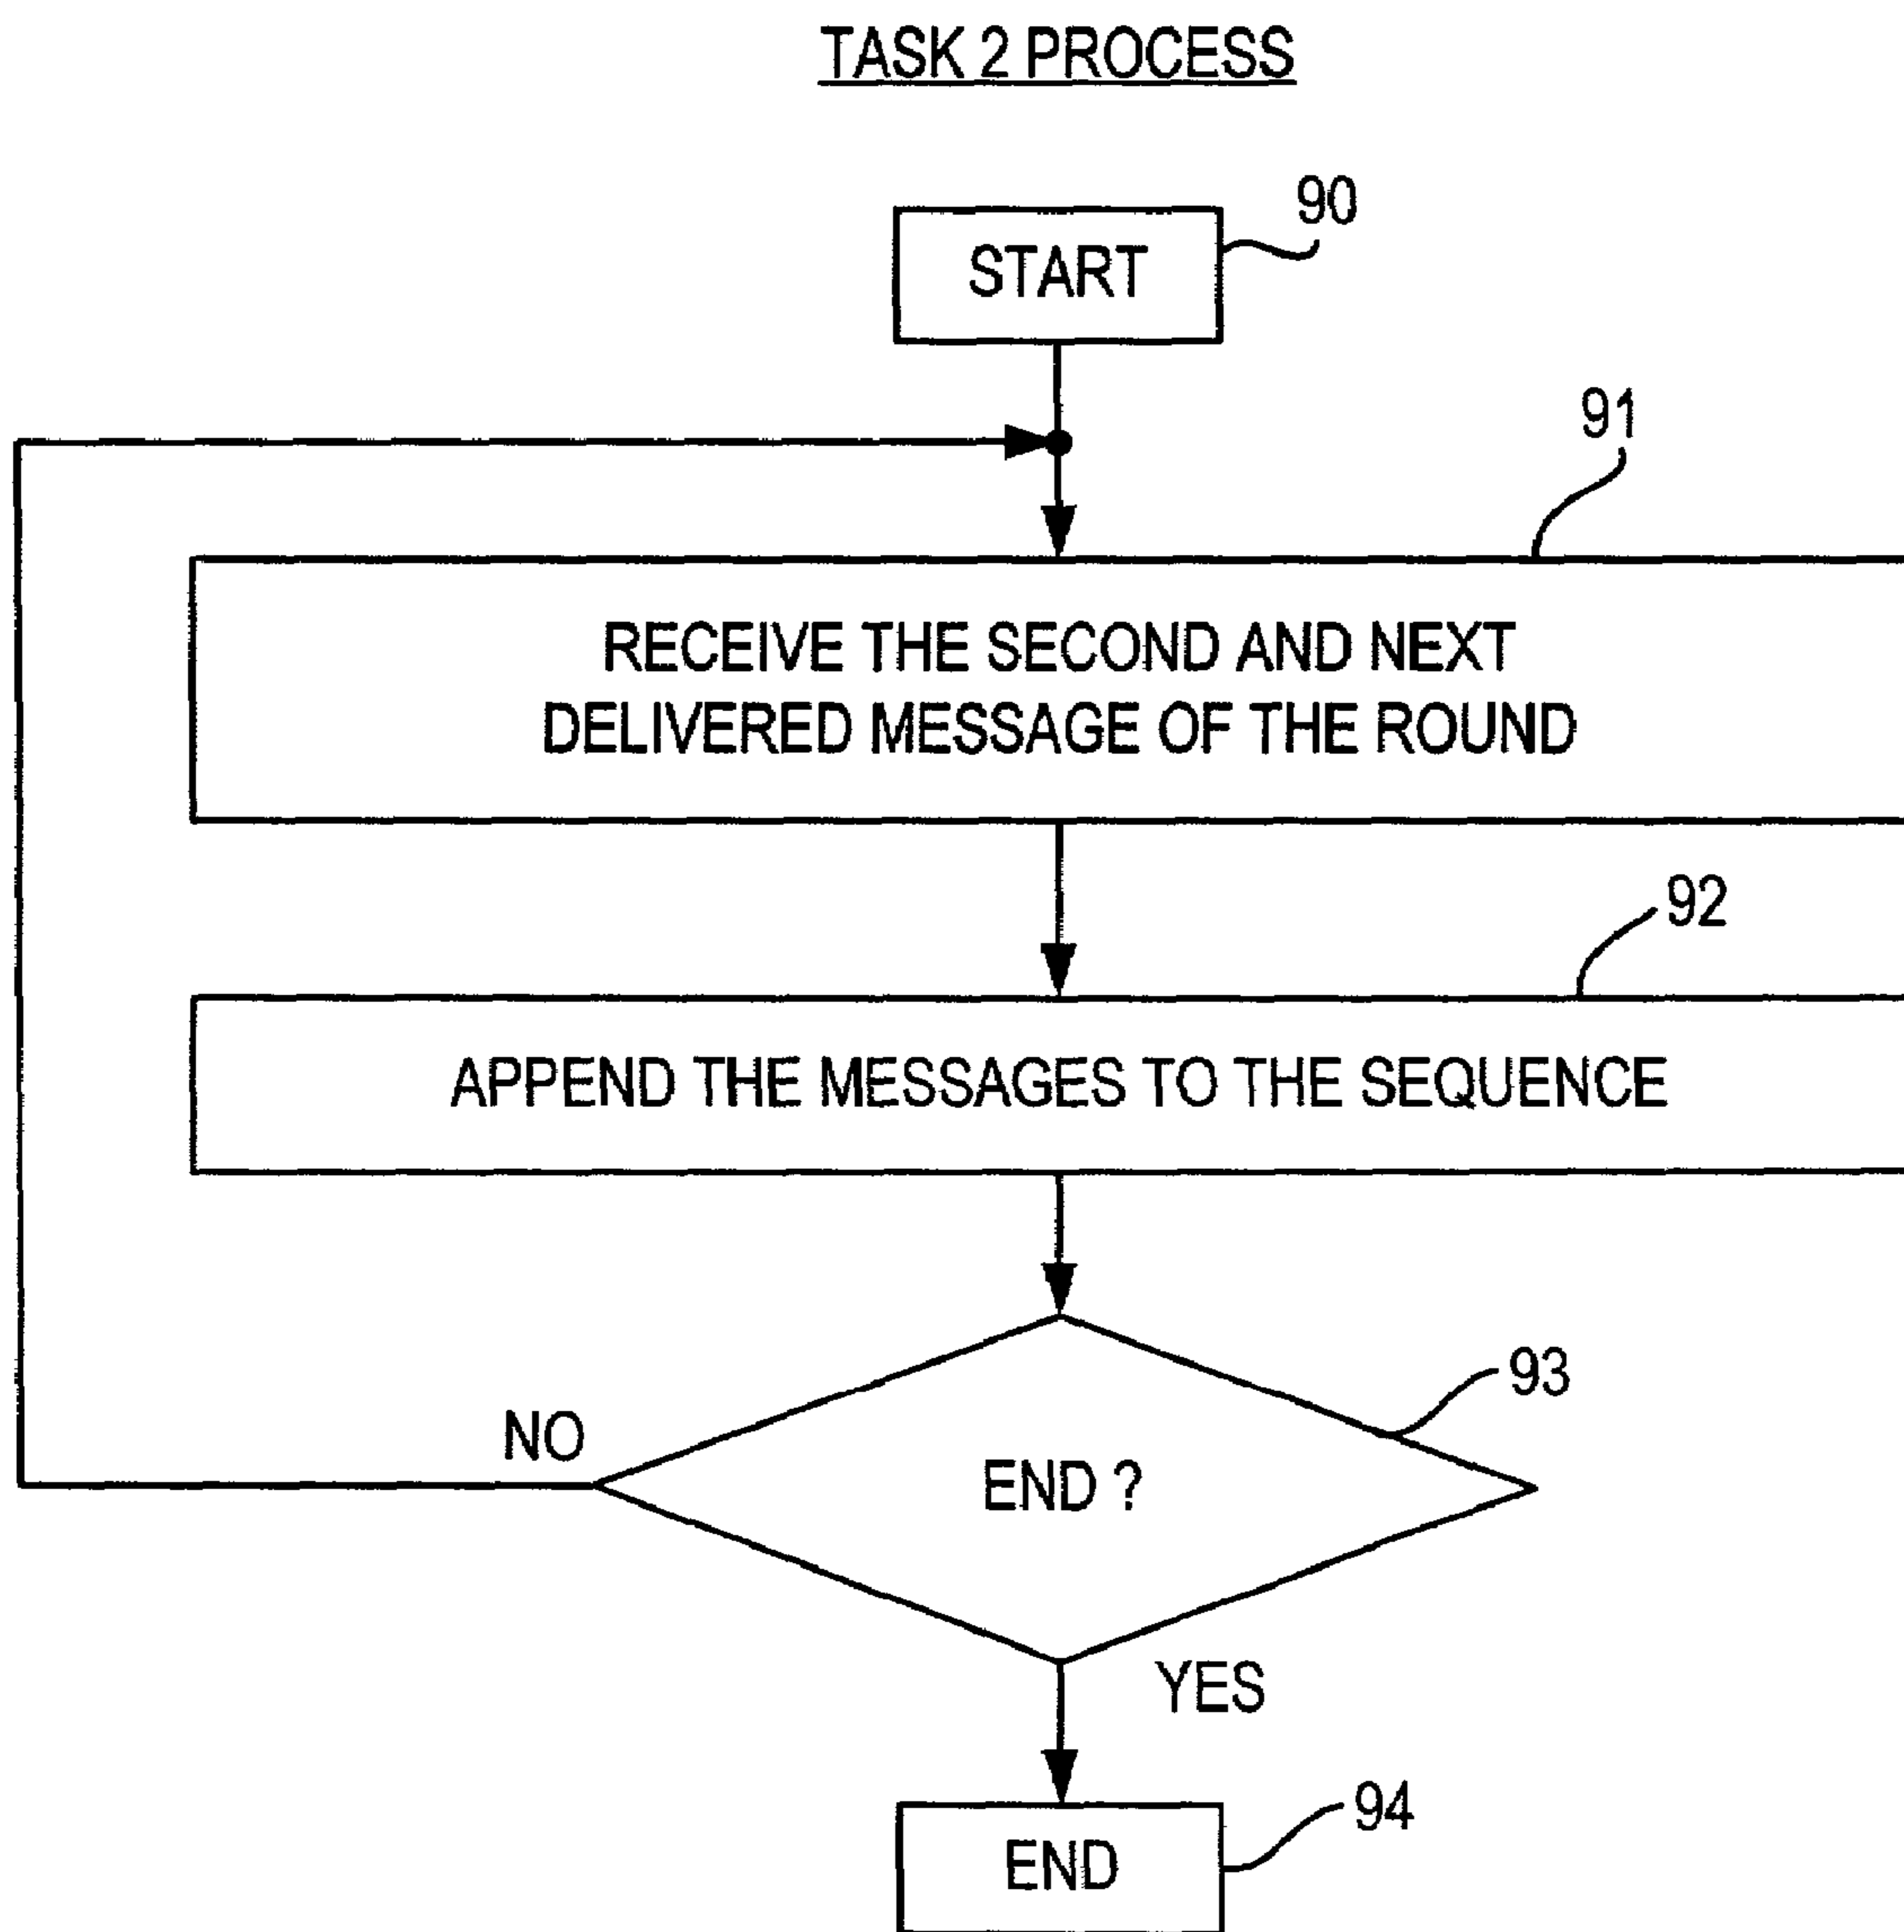 TASK 2 PROCESS
90
START
91
RECEIVE THE SECOND AND NEXT
DELIVERED MESSAGE OF THE ROUND
92
APPEND THE MESSAGES TO THE SEQUENCE
93
NO
END ?
YES
94
END